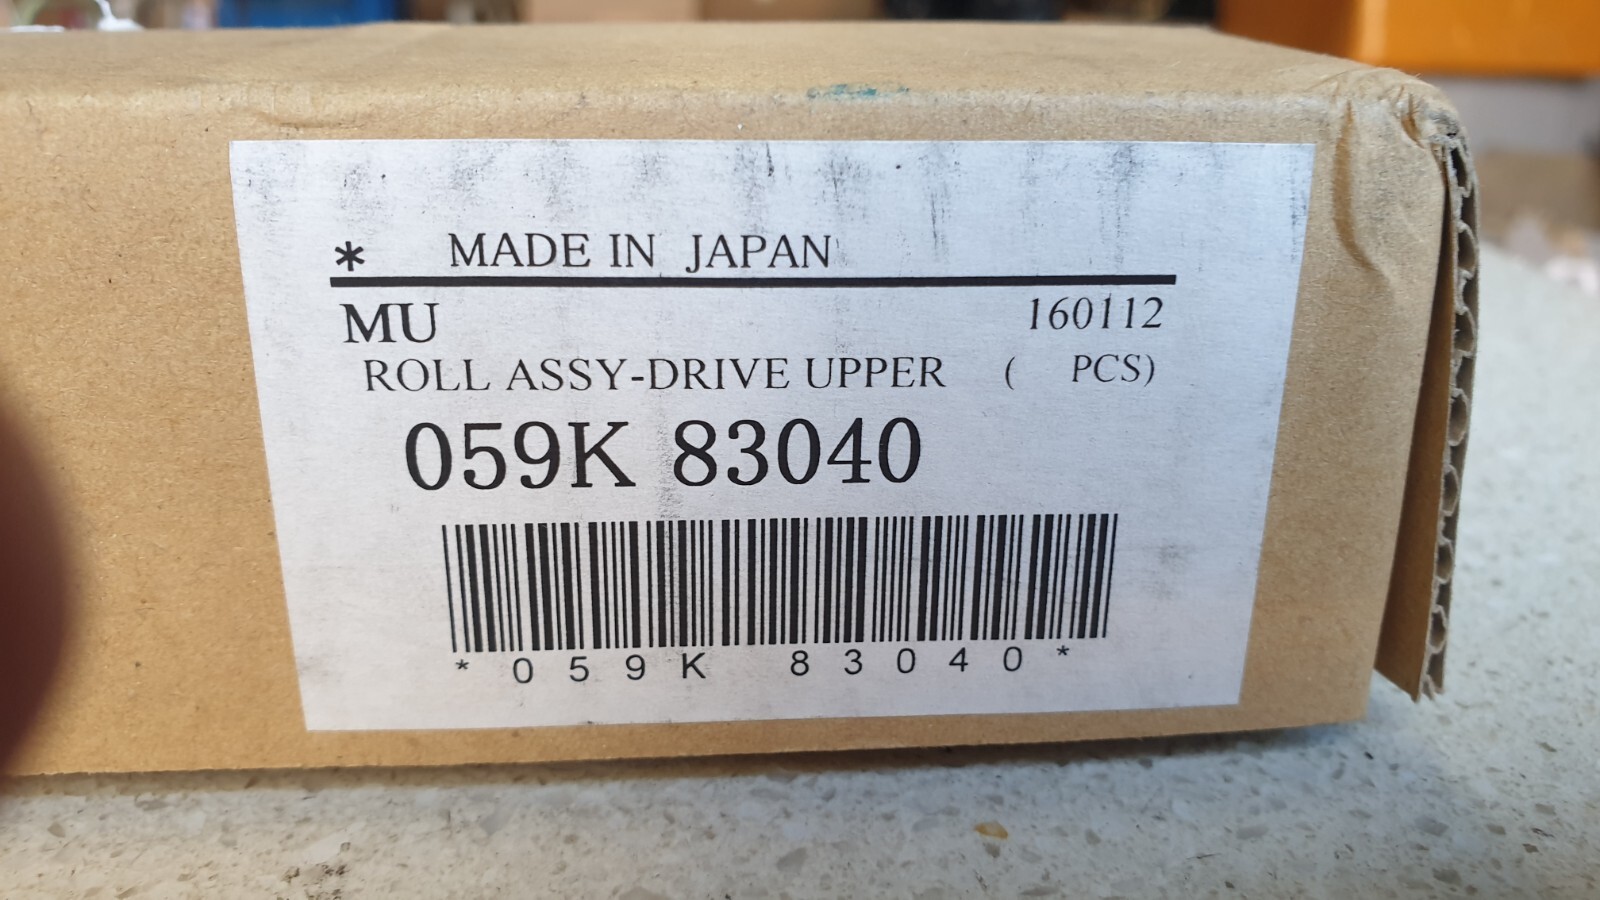 * MADE IN JAPAN
MU 160112
ROLL ASSY-DRIVE UPPER ( PCS)
059K 83040
*059K 83040*